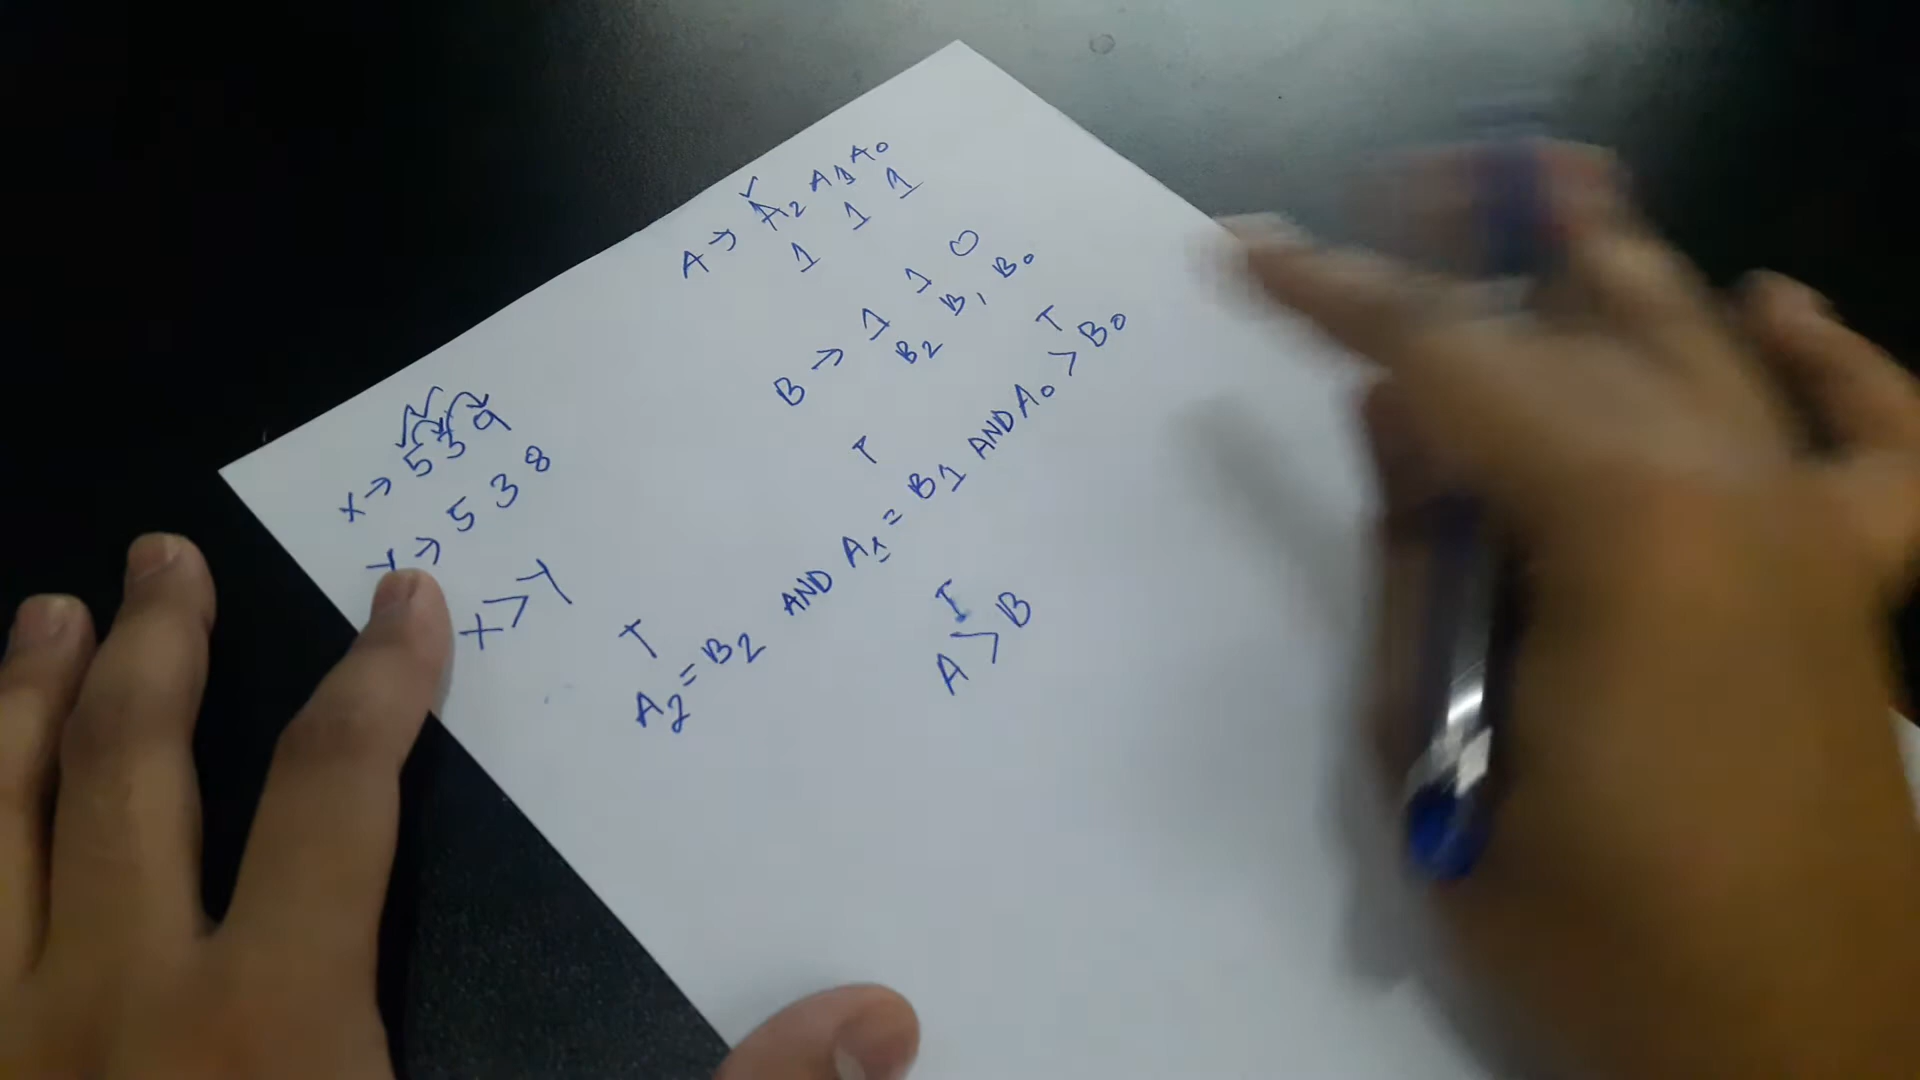 A → A2 A1 A0
1 1 1
B → 1 1 0
B2 B1 B0
X → 5 3 9
Y → 5 3 8
X > Y
T T T
A2 = B2 AND A1 = B1 AND A0 > B0
T
A > B